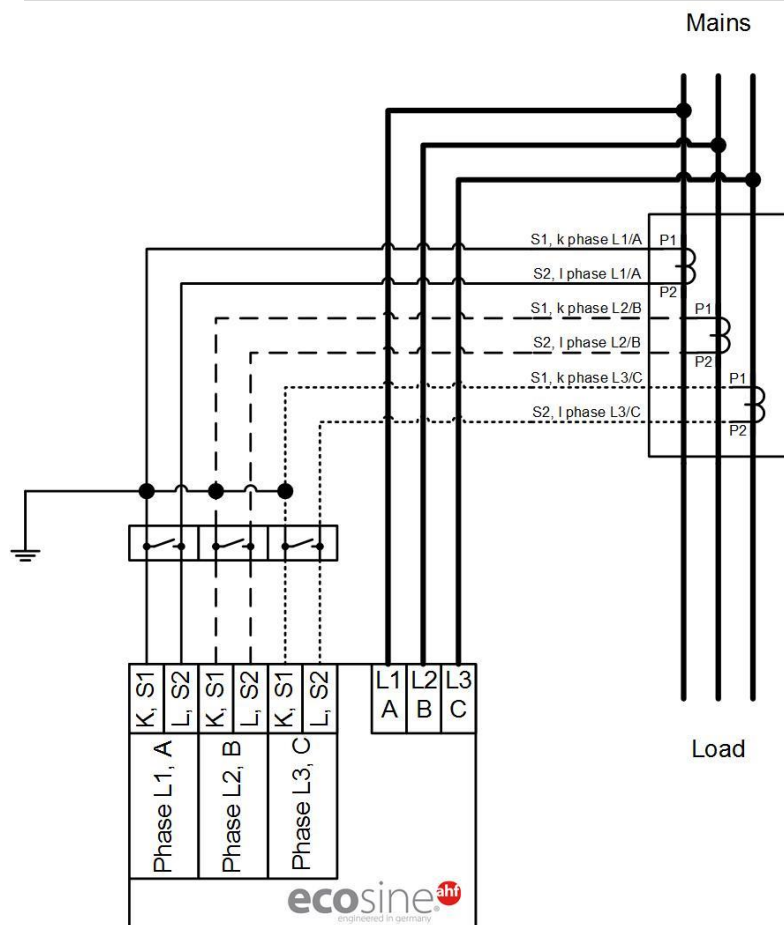 Mains
S1, k phase L1/A
P1
S2, l phase L1/A
P2
S1, k phase L2/B
P1
S2, l phase L2/B
P2
S1, k phase L3/C
P1
S2, l phase L3/C
P2
K, S1
L, S2
K, S1
L, S2
K, S1
L, S2
L1
A
L2
B
L3
C
Phase L1, A
Phase L2, B
Phase L3, C
Load
ecosine
ahf
engineered in germany